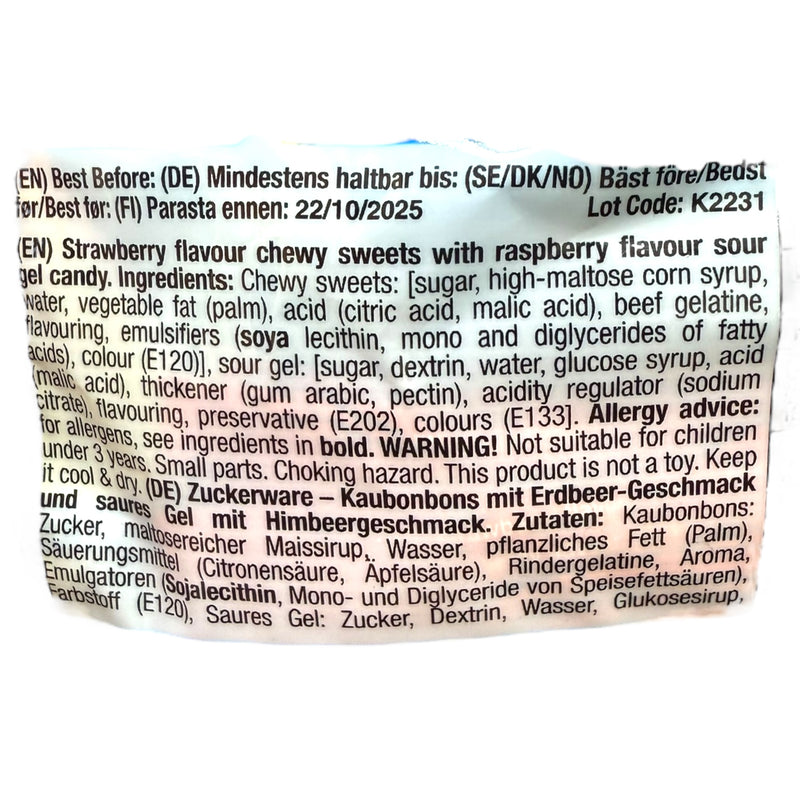 (EN) Best Before: (DE) Mindestens haltbar bis: (SE/DK/NO) Bäst före/Bedst
før/Best før: (FI) Parasta ennen: 22/10/2025 Lot Code: K2231
(EN) Strawberry flavour chewy sweets with raspberry flavour sour
gel candy. Ingredients: Chewy sweets: [sugar, high-maltose corn syrup,
water, vegetable fat (palm), acid (citric acid, malic acid), beef gelatine,
flavouring, emulsifiers (soya lecithin, mono and diglycerides of fatty
acids), colour (E120)], sour gel: [sugar, dextrin, water, glucose syrup, acid
(malic acid), thickener (gum arabic, pectin), acidity regulator (sodium
citrate), flavouring, preservative (E202), colours (E133]. Allergy advice:
for allergens, see ingredients in bold. WARNING! Not suitable for children
under 3 years. Small parts. Choking hazard. This product is not a toy. Keep
it cool & dry. (DE) Zuckerware – Kaubonbons mit Erdbeer-Geschmack
und saures Gel mit Himbeergeschmack. Zutaten: Kaubonbons:
Zucker, maltosereicher Maissirup, Wasser, pflanzliches Fett (Palm),
Säuerungsmittel (Citronensäure, Äpfelsäure), Rindergelatine, Aroma,
Emulgatoren (Sojalecithin, Mono- und Diglyceride von Speisefettsäuren),
Farbstoff (E120), Saures Gel: Zucker, Dextrin, Wasser, Glukosesirup,